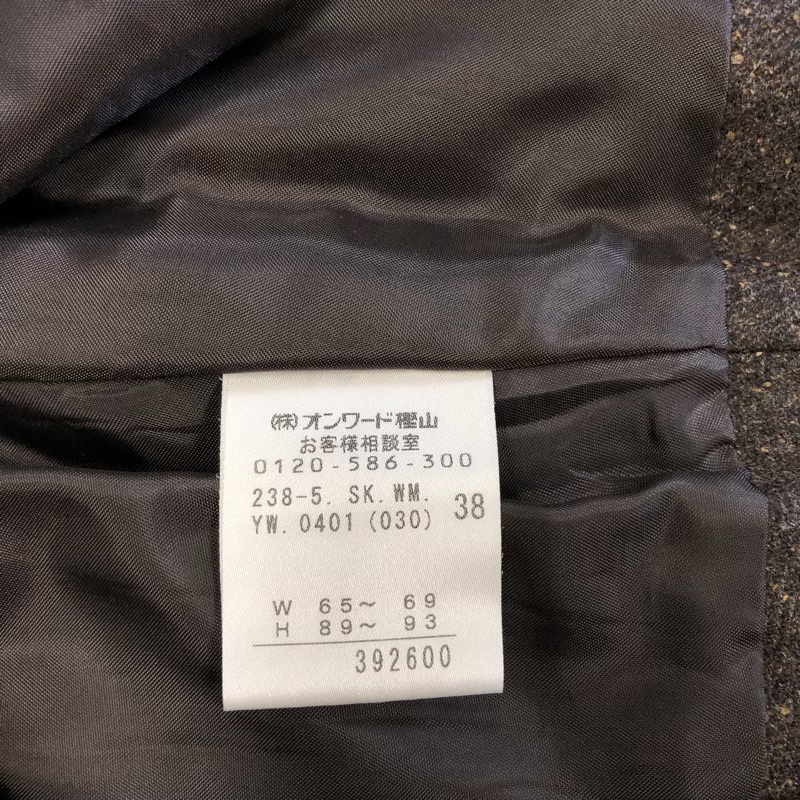 ㈱オンワード樫山
お客様相談室
0120-586-300
238-5. SK. WM.
YW. 0401 (030) 38
W 65～ 69
H 89～ 93
392600